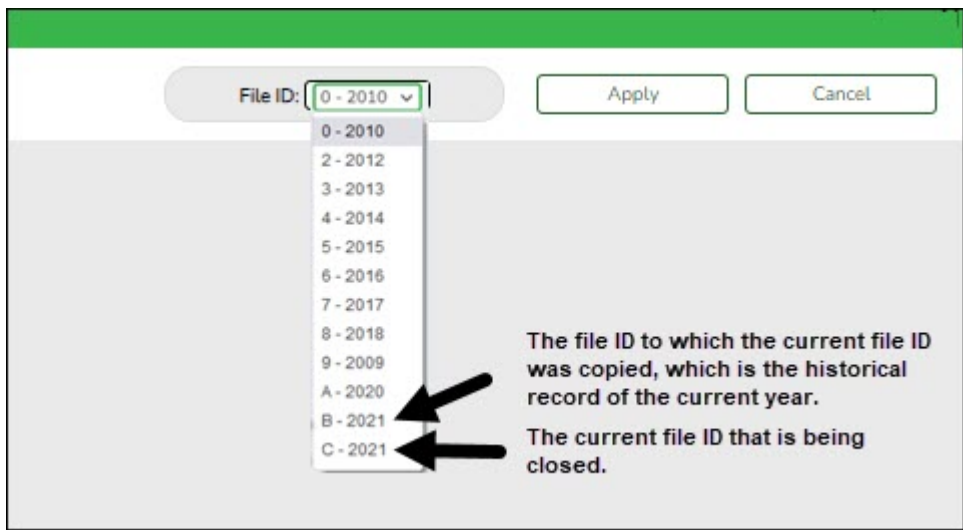 File ID: 0 - 2010 Apply Cancel
0 - 2010
2 - 2012
3 - 2013
4 - 2014
5 - 2015
6 - 2016
7 - 2017
8 - 2018
9 - 2009
A - 2020
B - 2021
C - 2021
The file ID to which the current file ID
was copied, which is the historical
record of the current year.
The current file ID that is being
closed.